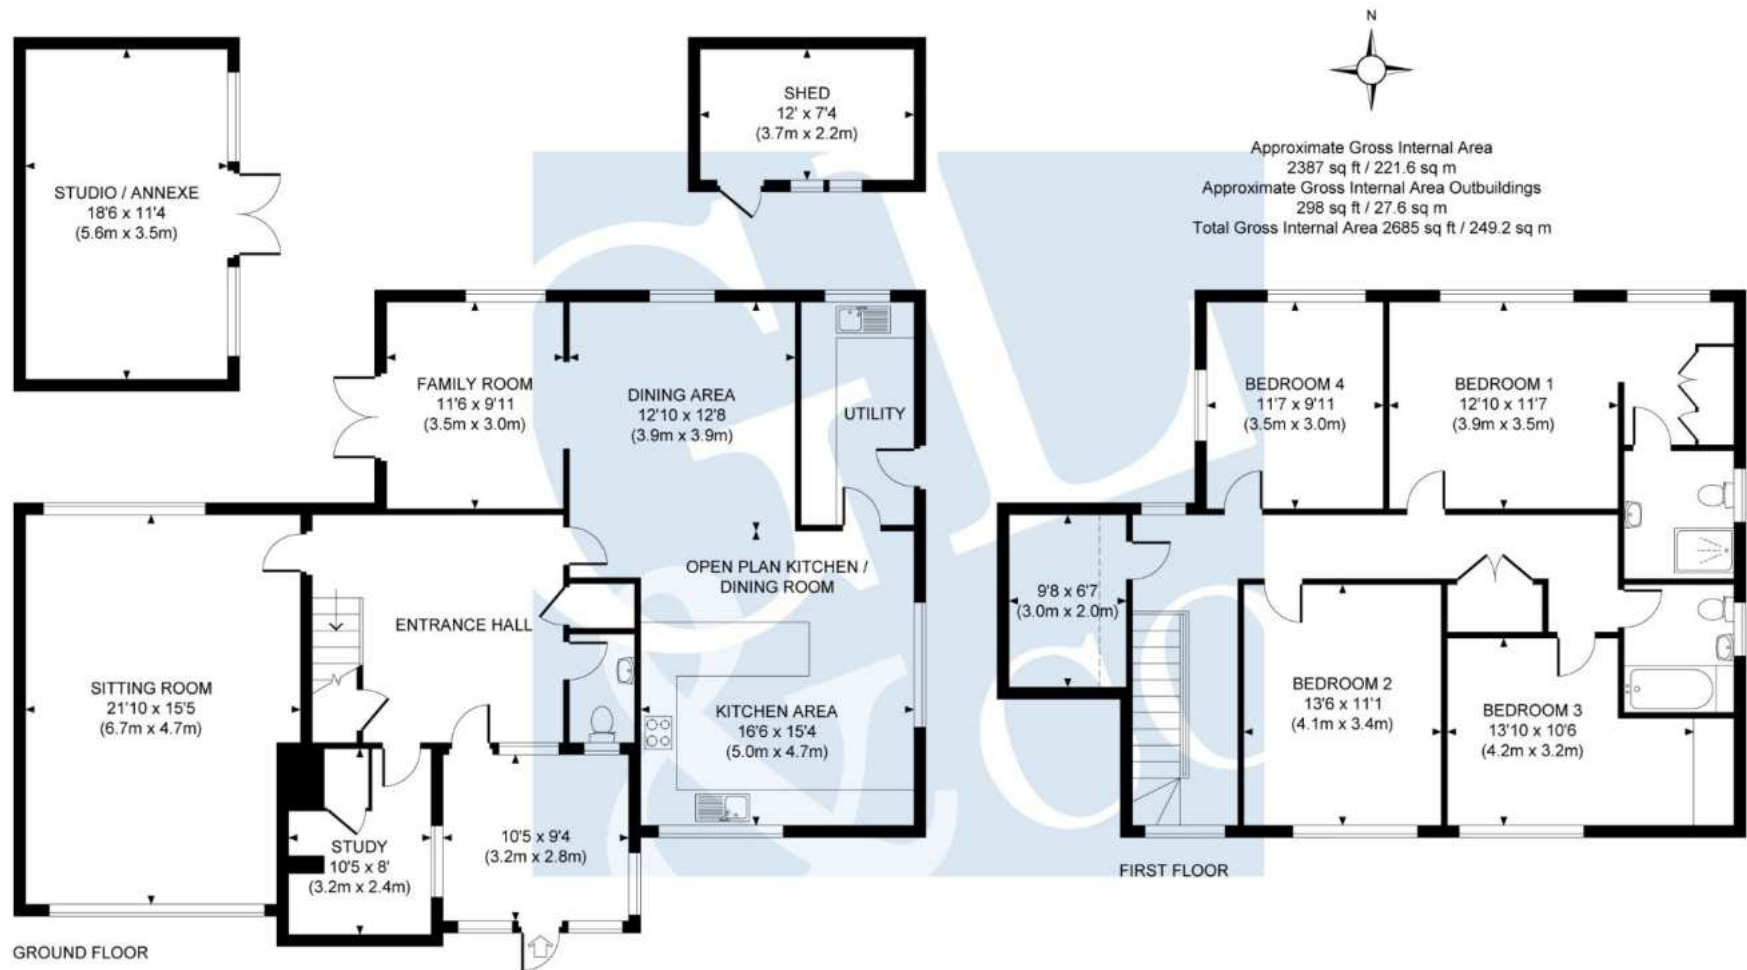 N
SHED
12' x 7'4
(3.7m x 2.2m)
Approximate Gross Internal Area
2387 sq ft / 221.6 sq m
Approximate Gross Internal Area Outbuildings
298 sq ft / 27.6 sq m
Total Gross Internal Area 2685 sq ft / 249.2 sq m
STUDIO / ANNEXE
18'6 x 11'4
(5.6m x 3.5m)
FAMILY ROOM
11'6 x 9'11
(3.5m x 3.0m)
DINING AREA
12'10 x 12'8
(3.9m x 3.9m)
UTILITY
OPEN PLAN KITCHEN /
DINING ROOM
ENTRANCE HALL
SITTING ROOM
21'10 x 15'5
(6.7m x 4.7m)
KITCHEN AREA
16'6 x 15'4
(5.0m x 4.7m)
STUDY
10'5 x 8'
(3.2m x 2.4m)
10'5 x 9'4
(3.2m x 2.8m)
GROUND FLOOR
BEDROOM 4
11'7 x 9'11
(3.5m x 3.0m)
BEDROOM 1
12'10 x 11'7
(3.9m x 3.5m)
9'8 x 6'7
(3.0m x 2.0m)
BEDROOM 2
13'6 x 11'1
(4.1m x 3.4m)
BEDROOM 3
13'10 x 10'6
(4.2m x 3.2m)
FIRST FLOOR
GL
&Co